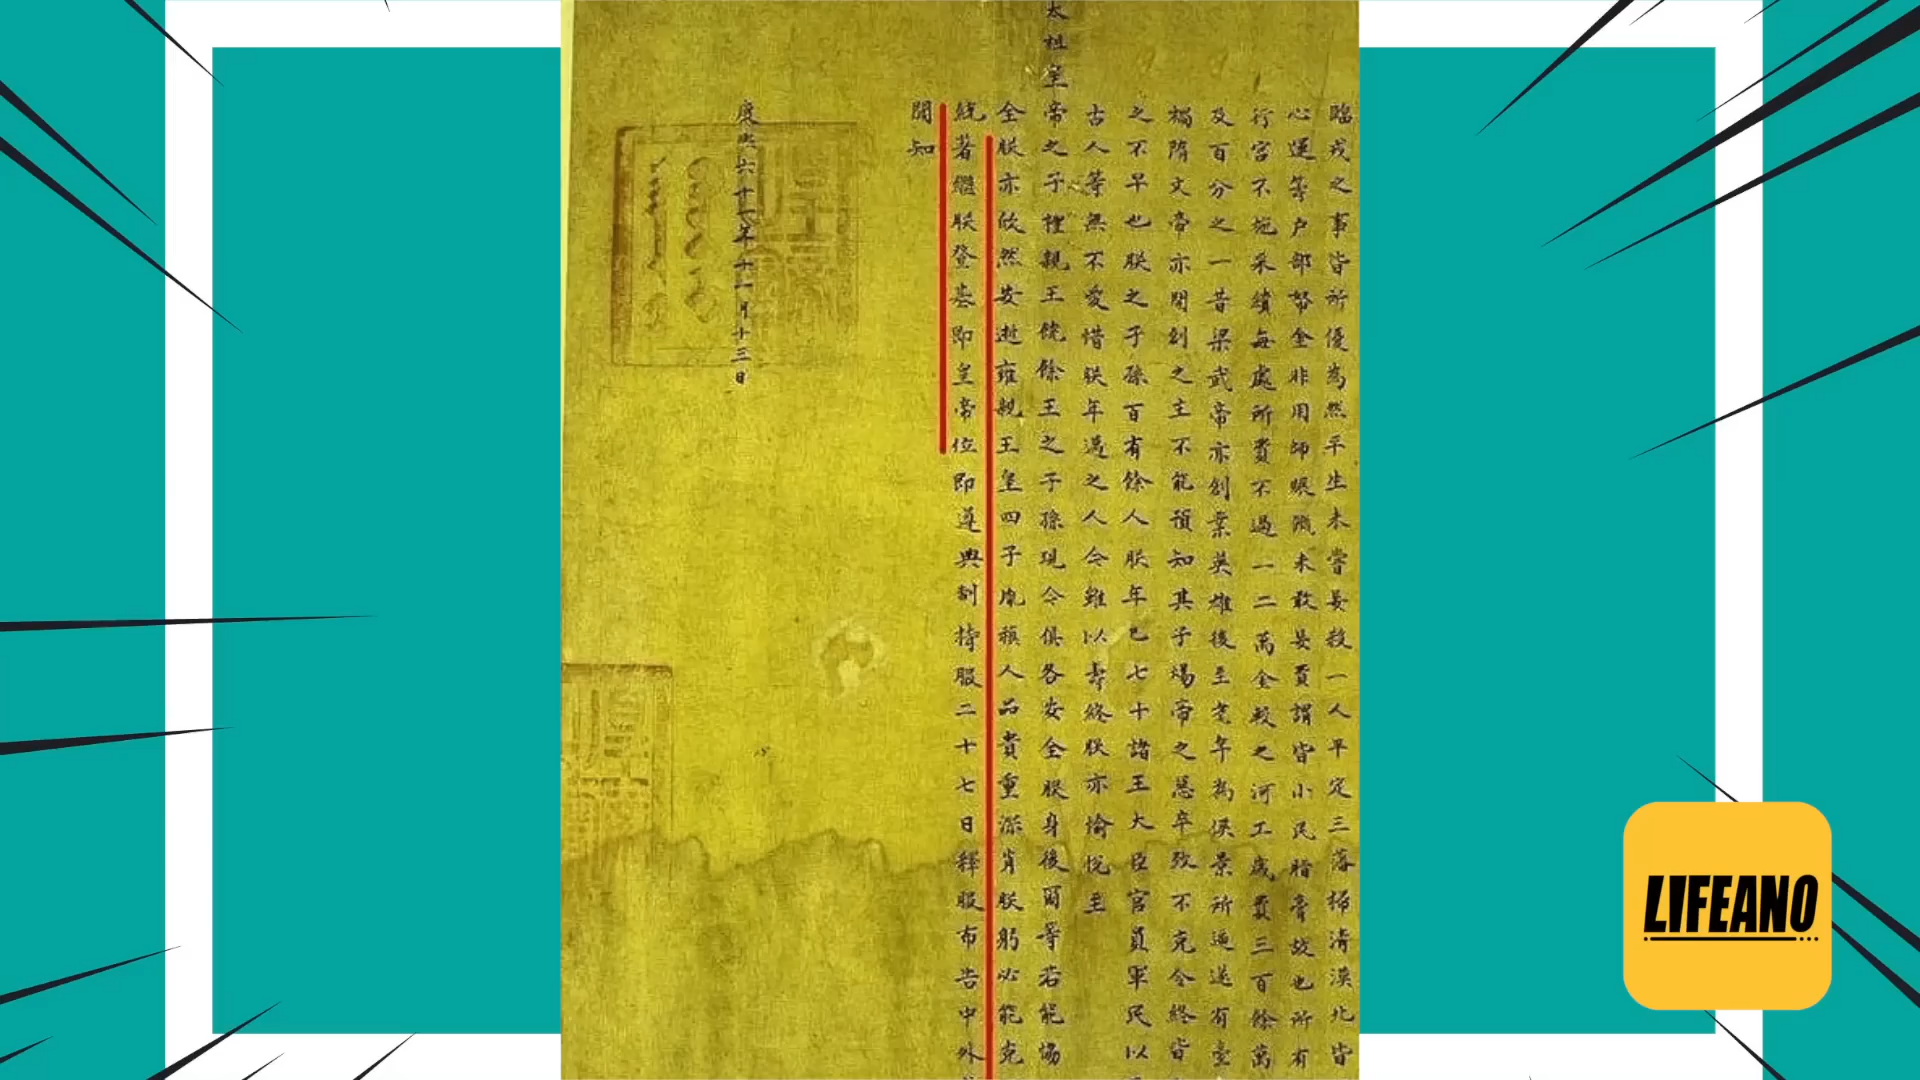 臨戎之事皆所優為然平生未嘗妄殺一人平定三藩掃清漠北皆
心運籌户部帑金非用師賑饑未敢妄費謂皆小民脂膏故也所有
行宮不施采繢每處所費不過一二萬金較之河工歲費三百餘萬
及百分之一昔梁武帝亦創業英雄後至耄年為侯景所逼遂有臺
禍隋文帝亦開創之主不能預知其子煬帝之惡卒致不克令終皆
之不早也朕之子孫百有餘人朕年已七十諸王大臣官員軍民以
古人等無不愛惜朕年邁之人今雖以壽終朕亦愉悅至
太祖皇帝之子禮親王饒餘王之子孫現今俱各安全朕身後爾等若能協
全朕亦欣然安逝雍親王皇四子胤禛人品貴重深肖朕躬必能克
統著繼朕登基即皇帝位即遵典制持服二十七日釋服布告中外
聞知
康熙六十一年十一月十三日
LIFEANO